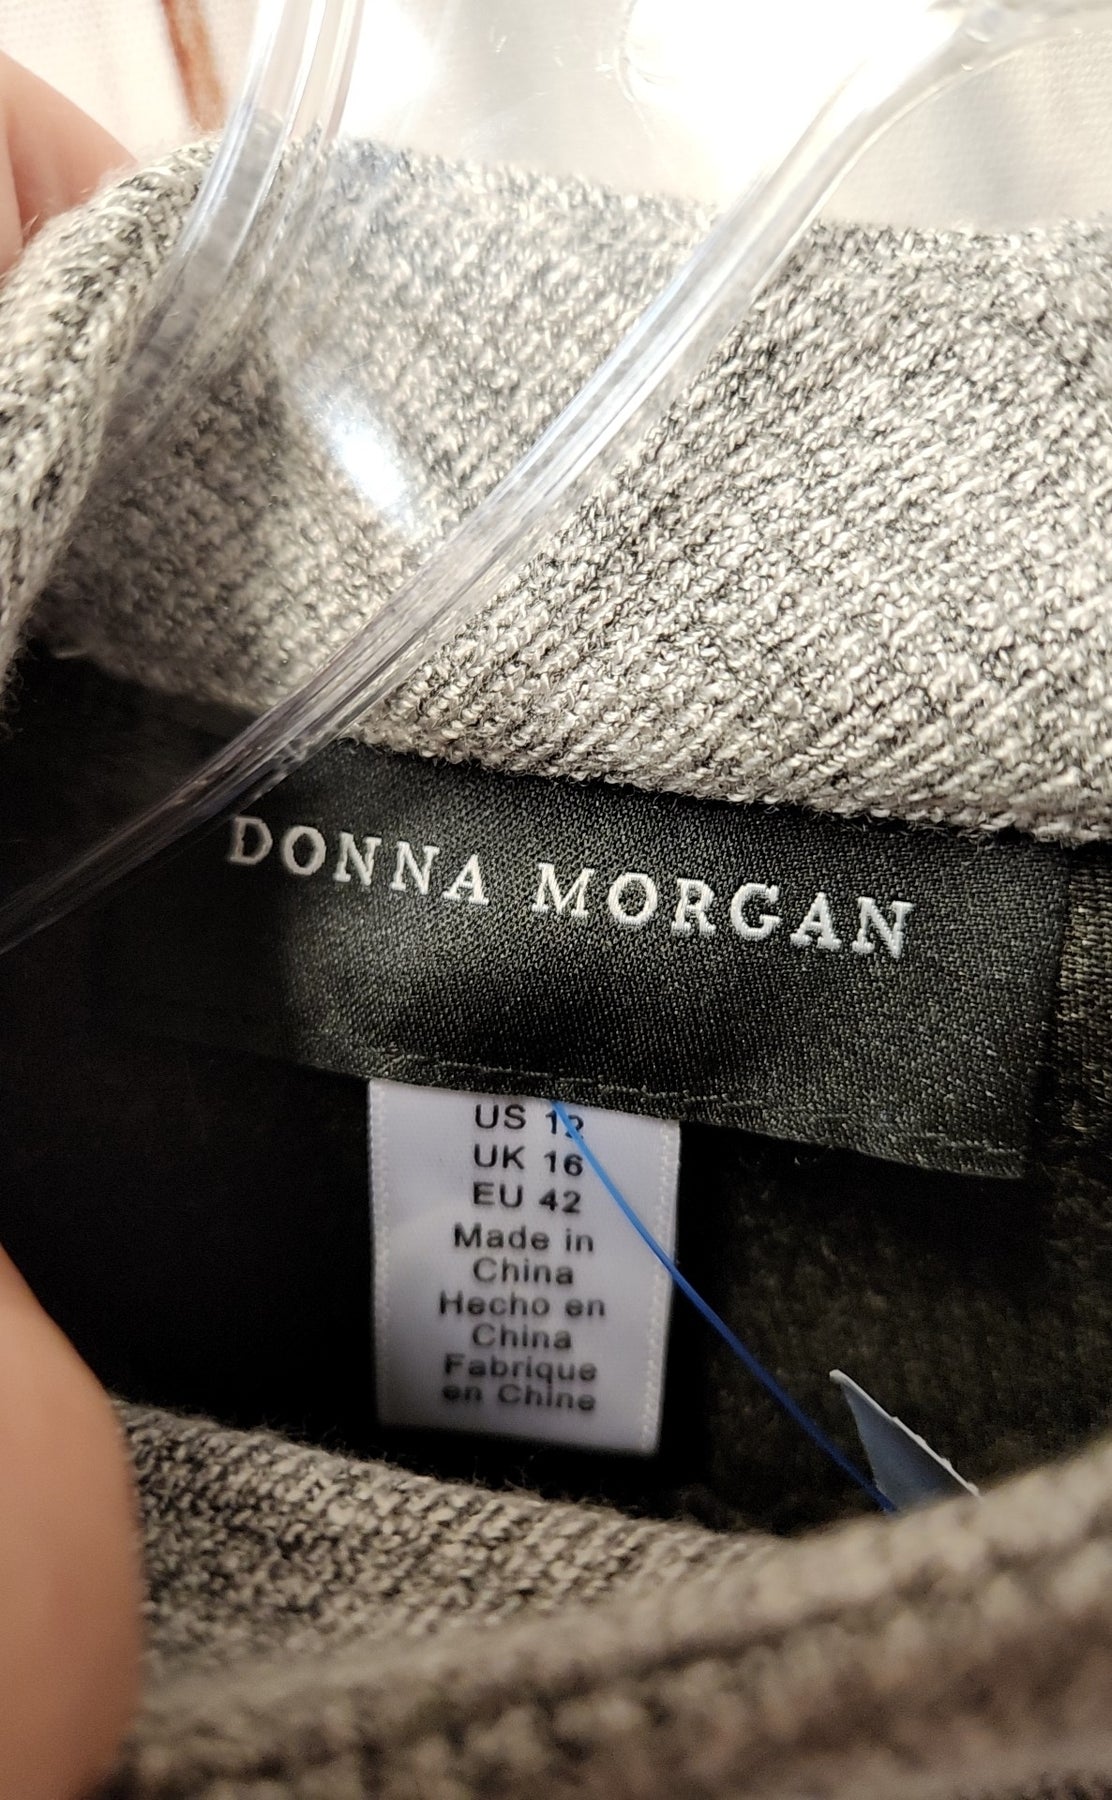 DONNA MORGAN
US 12
UK 16
EU 42
Made in
China
Hecho en
China
Fabrique
en Chine